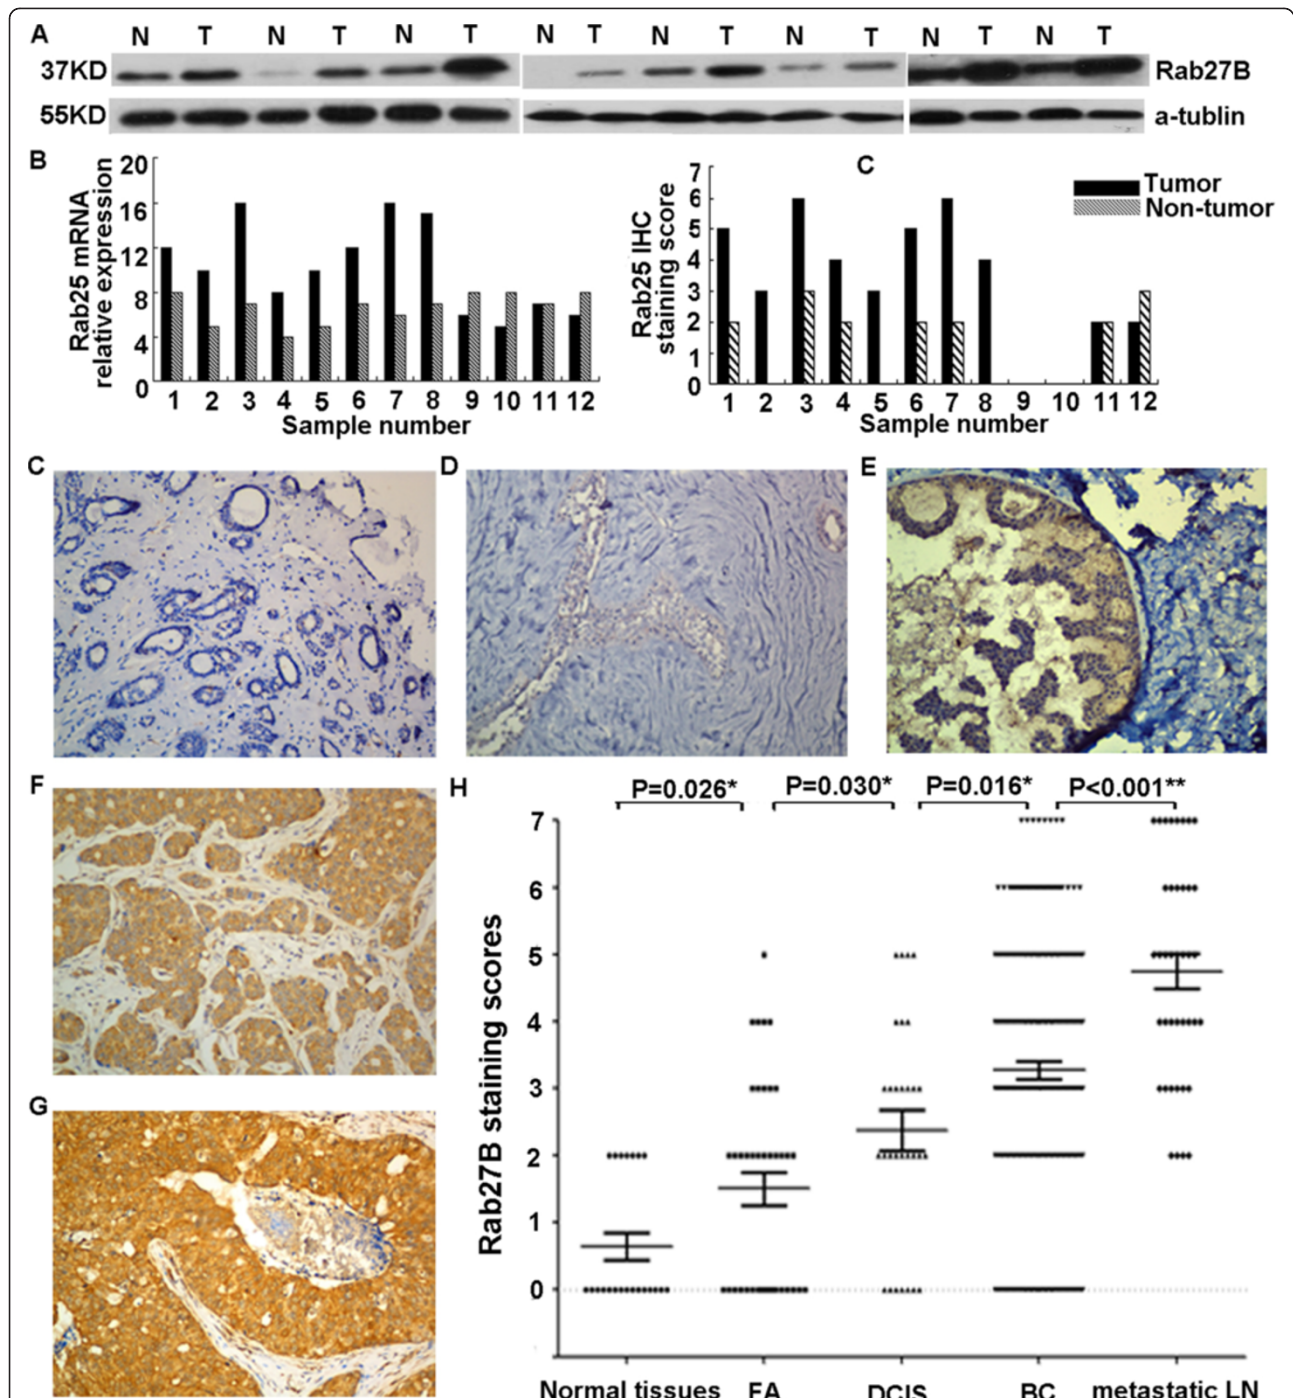 A N T N T N T N T N T N T N T N T
37KD Rab27B
55KD a-tublin
B
Rab25 mRNA
relative expression
20
16
12
8
4
0
1 2 3 4 5 6 7 8 9 10 11 12
Sample number
C
Rab25 IHC
staining score
7
6
5
4
3
2
1
0
1 2 3 4 5 6 7 8 9 10 11 12
Sample number
Tumor
Non-tumor
C
D
E
F
G
H
P=0.026* P=0.030* P=0.016* P<0.001**
Rab27B staining scores
7
6
5
4
3
2
1
0
Normal tissues FA DCIS BC metastatic LN